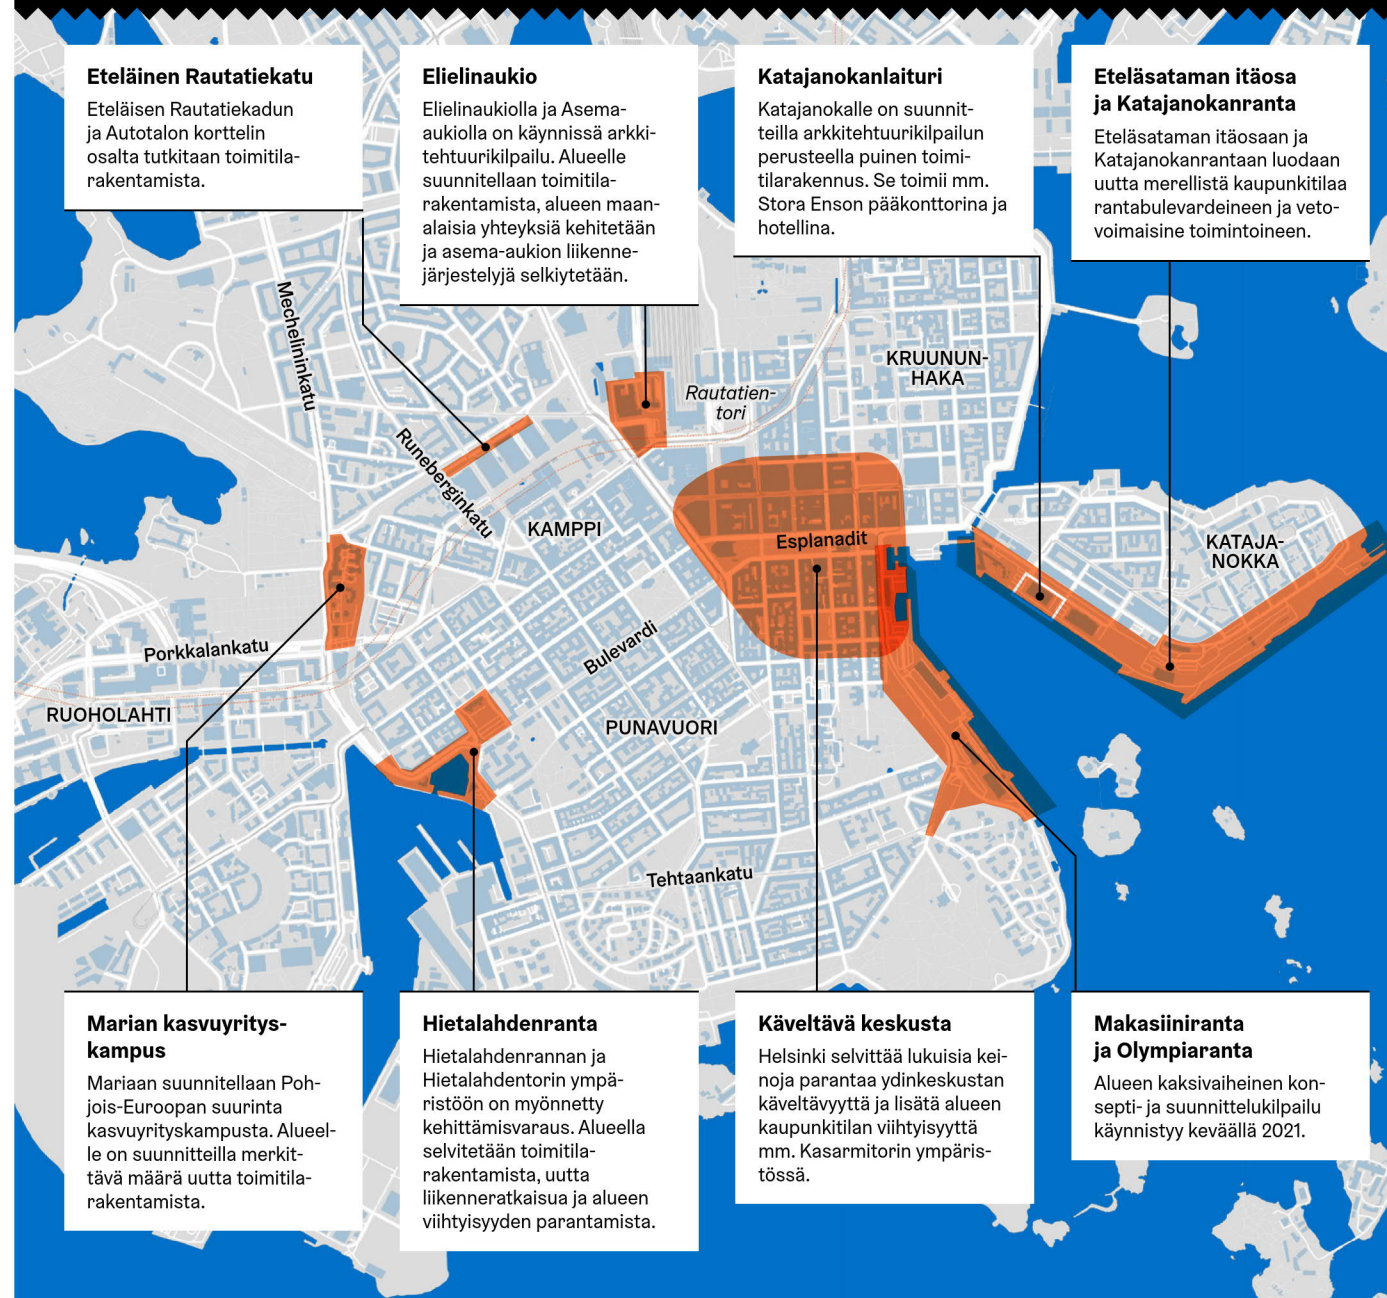 Eteläinen Rautatiekatu
Eteläisen Rautatiekadun
ja Autotalon korttelin
osalta tutkitaan toimitila-
rakentamista.
Elielinaukio
Elielinaukiolla ja Asema-
aukiolla on käynnissä arkki-
tehtuurikilpailu. Alueelle
suunnitellaan toimitila-
rakentamista, alueen maan-
alaisia yhteyksiä kehitetään
ja asema-aukion liikenne-
järjestelyjä selkiytetään.
Katajanokanlaituri
Katajanokalle on suunnit-
teilla arkkitehtuurikilpailun
perusteella puinen toimi-
tilarakennus. Se toimii mm.
Stora Enson pääkonttorina ja
hotellina.
Eteläsataman itäosa
ja Katajanokanranta
Eteläsataman itäosaan ja
Katajanokanrantaan luodaan
uutta merellistä kaupunkitilaa
rantabulevardeineen ja veto-
voimaisine toimintoineen.
Mechelininkatu
KRUUNUN-
HAKA
Rautatien-
tori
Runeberginkatu
KAMPPI
Esplanadit
KATAJA-
NOKKA
Porkkalankatu
Bulevardi
RUOHOLAHTI
PUNAVUORI
Tehtaankatu
Marian kasvuyritys-
kampus
Mariaan suunnitellaan Poh-
jois-Euroopan suurinta
kasvuyrityskampusta. Alueel-
le on suunnitteilla merkit-
tävä määrä uutta toimitila-
rakentamista.
Hietalahdenranta
Hietalahdenrannan ja
Hietalahdentorin ympä-
ristöön on myönnetty
kehittämisvaraus. Alueella
selvitetään toimitila-
rakentamista, uutta
liikenneratkaisua ja alueen
viihtyisyyden parantamista.
Käveltävä keskusta
Helsinki selvittää lukuisia kei-
noja parantaa ydinkeskustan
käveltävyyttä ja lisätä alueen
kaupunkitilan viihtyisyyttä
mm. Kasarmitorin ympäris-
tössä.
Makasiiniranta
ja Olympiaranta
Alueen kaksivaiheinen kon-
septi- ja suunnittelukilpailu
käynnistyy keväällä 2021.